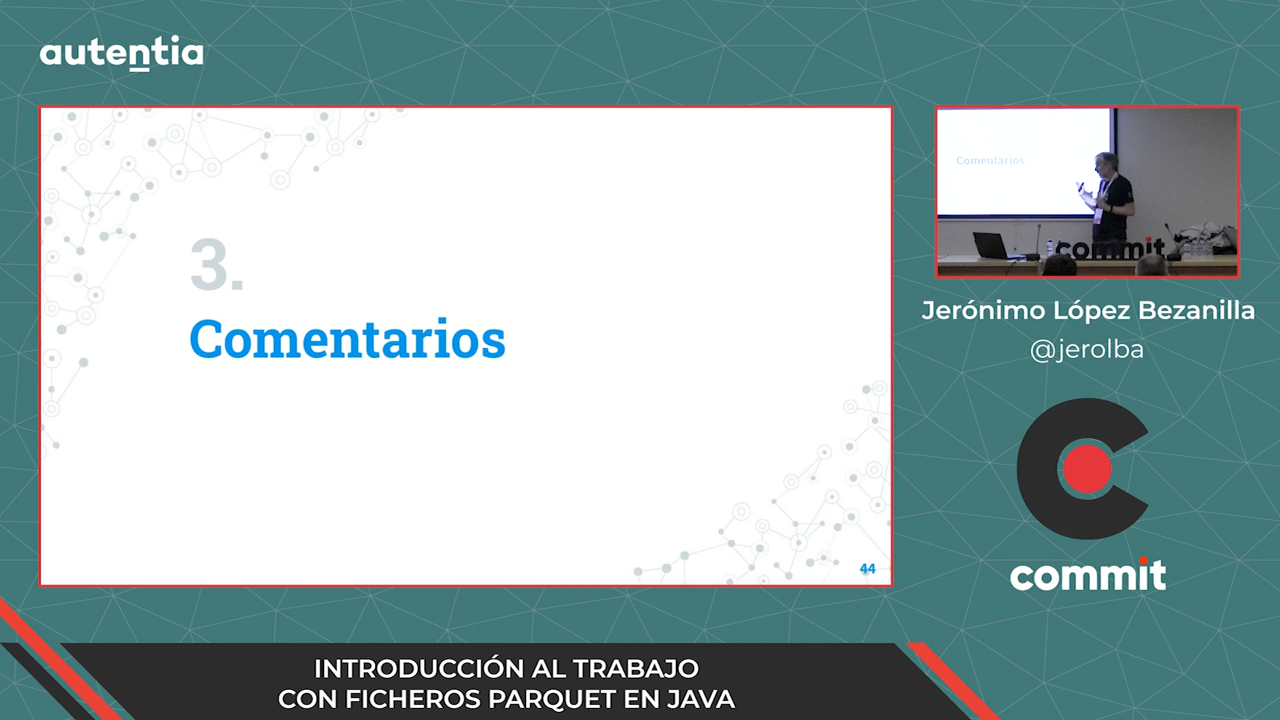 autentia
3.
Comentarios
44
Comentarios
commit
Jerónimo López Bezanilla
@jerolba
commit
INTRODUCCIÓN AL TRABAJO
CON FICHEROS PARQUET EN JAVA